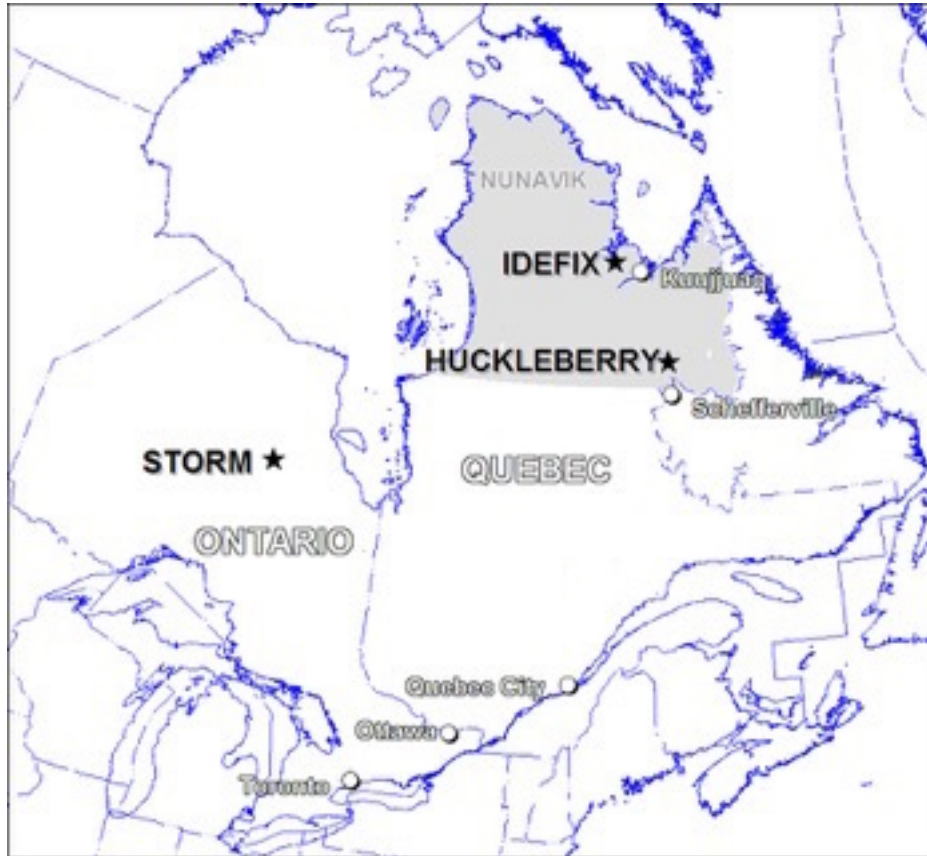 NUNAVIK
IDEFIX
Kuujjuaq
HUCKLEBERRY
Schefferville
STORM
QUEBEC
ONTARIO
Quebec City
Ottawa
Toronto